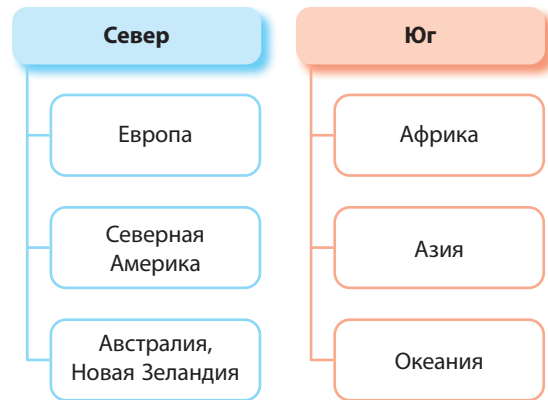 Север
Европа
Северная
Америка
Австралия,
Новая Зеландия
Юг
Африка
Азия
Океания